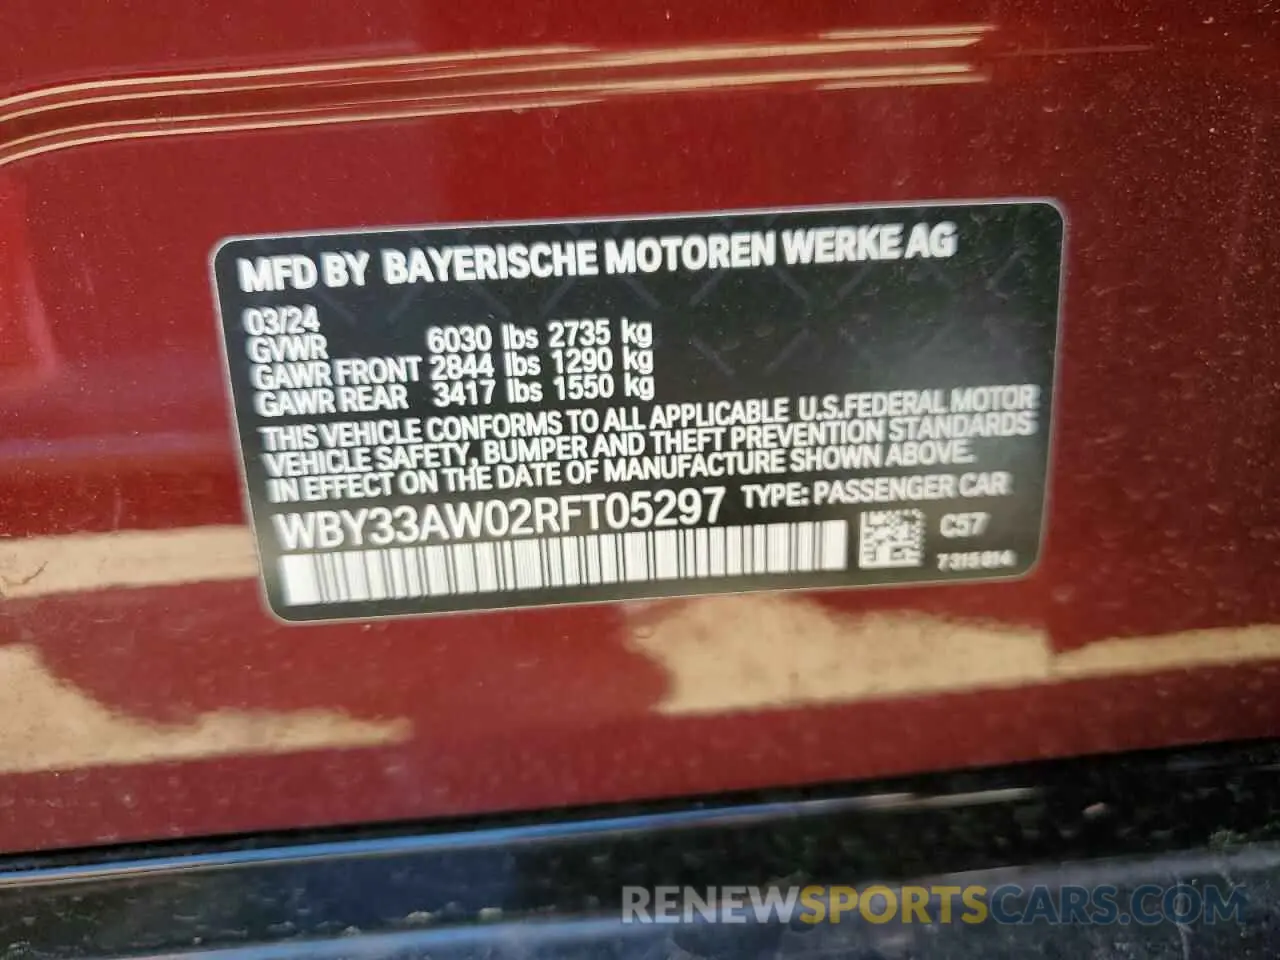 MFD BY BAYERISCHE MOTOREN WERKE AG
03/24
GVWR 6030 lbs 2735 kg
GAWR FRONT 2844 lbs 1290 kg
GAWR REAR 3417 lbs 1550 kg
THIS VEHICLE CONFORMS TO ALL APPLICABLE U.S.FEDERAL MOTOR
VEHICLE SAFETY, BUMPER AND THEFT PREVENTION STANDARDS
IN EFFECT ON THE DATE OF MANUFACTURE SHOWN ABOVE.
WBY33AW02RFT05297 TYPE: PASSENGER CAR
C57
RENEWSPORTSCARS.COM